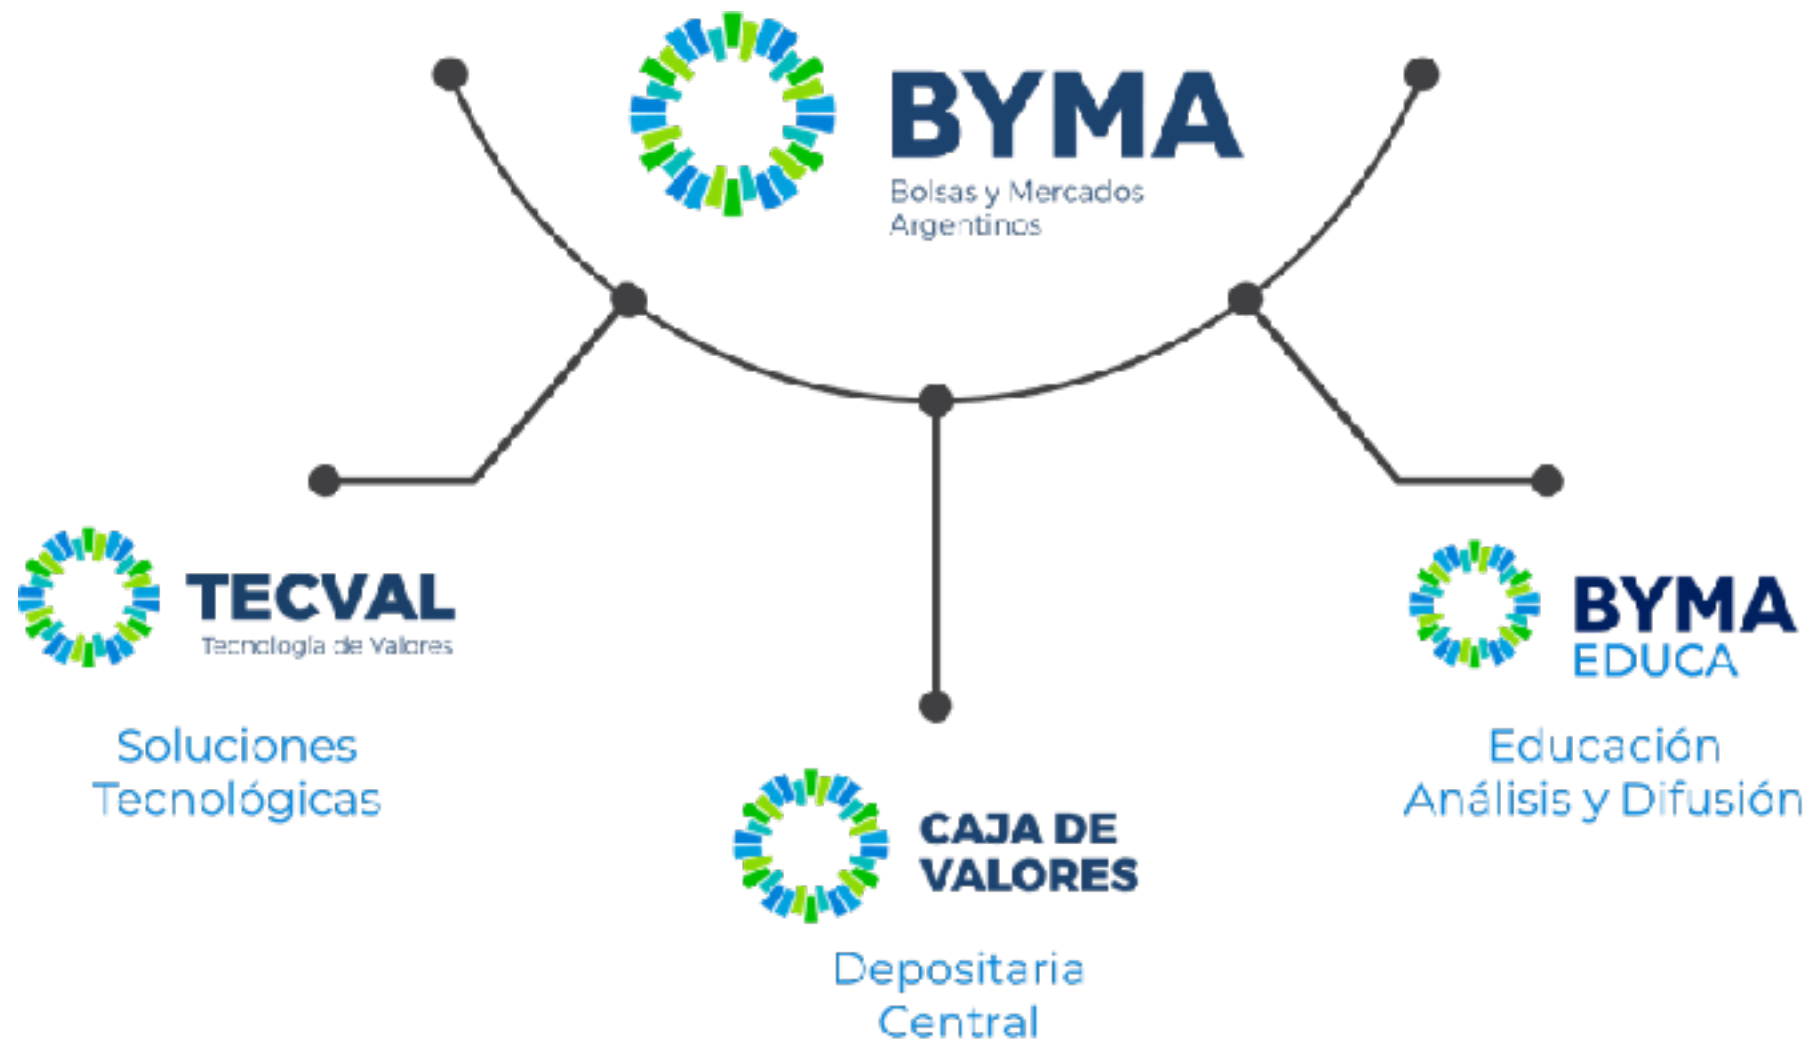 BYMA
Bolsas y Mercados
Argentinos
TECVAL
Tecnología de Valores
Soluciones
Tecnológicas
CAJA DE
VALORES
Depositaria
Central
BYMA
EDUCA
Educación
Análisis y Difusión